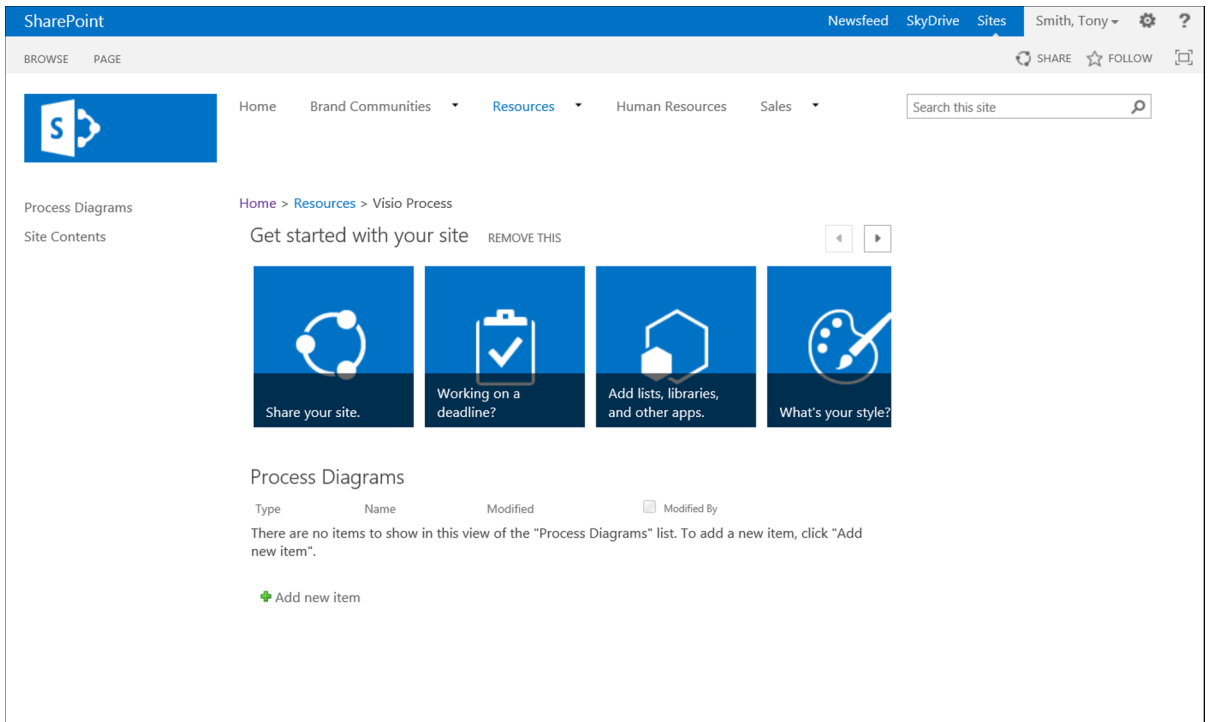 SharePoint
Newsfeed SkyDrive Sites Smith, Tony ?
BROWSE PAGE
SHARE FOLLOW
S
Home Brand Communities Resources Human Resources Sales
Search this site
Process Diagrams
Site Contents
Home > Resources > Visio Process
Get started with your site REMOVE THIS
Share your site.
Working on a
deadline?
Add lists, libraries,
and other apps.
What's your style?
Process Diagrams
Type Name Modified Modified By
There are no items to show in this view of the "Process Diagrams" list. To add a new item, click "Add
new item".
Add new item